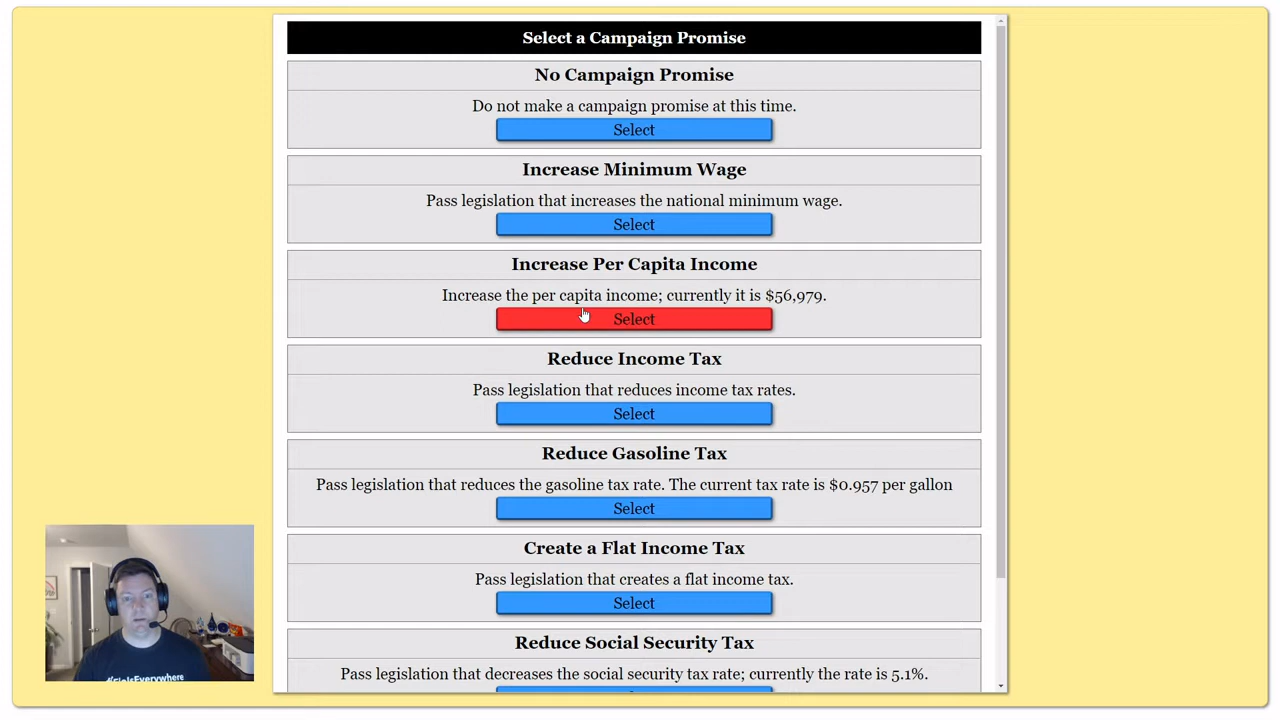 Select a Campaign Promise
No Campaign Promise
Do not make a campaign promise at this time.
Select
Increase Minimum Wage
Pass legislation that increases the national minimum wage.
Select
Increase Per Capita Income
Increase the per capita income; currently it is $56,979.
Select
Reduce Income Tax
Pass legislation that reduces income tax rates.
Select
Reduce Gasoline Tax
Pass legislation that reduces the gasoline tax rate. The current tax rate is $0.957 per gallon
Select
Create a Flat Income Tax
Pass legislation that creates a flat income tax.
Select
Reduce Social Security Tax
Pass legislation that decreases the social security tax rate; currently the rate is 5.1%.